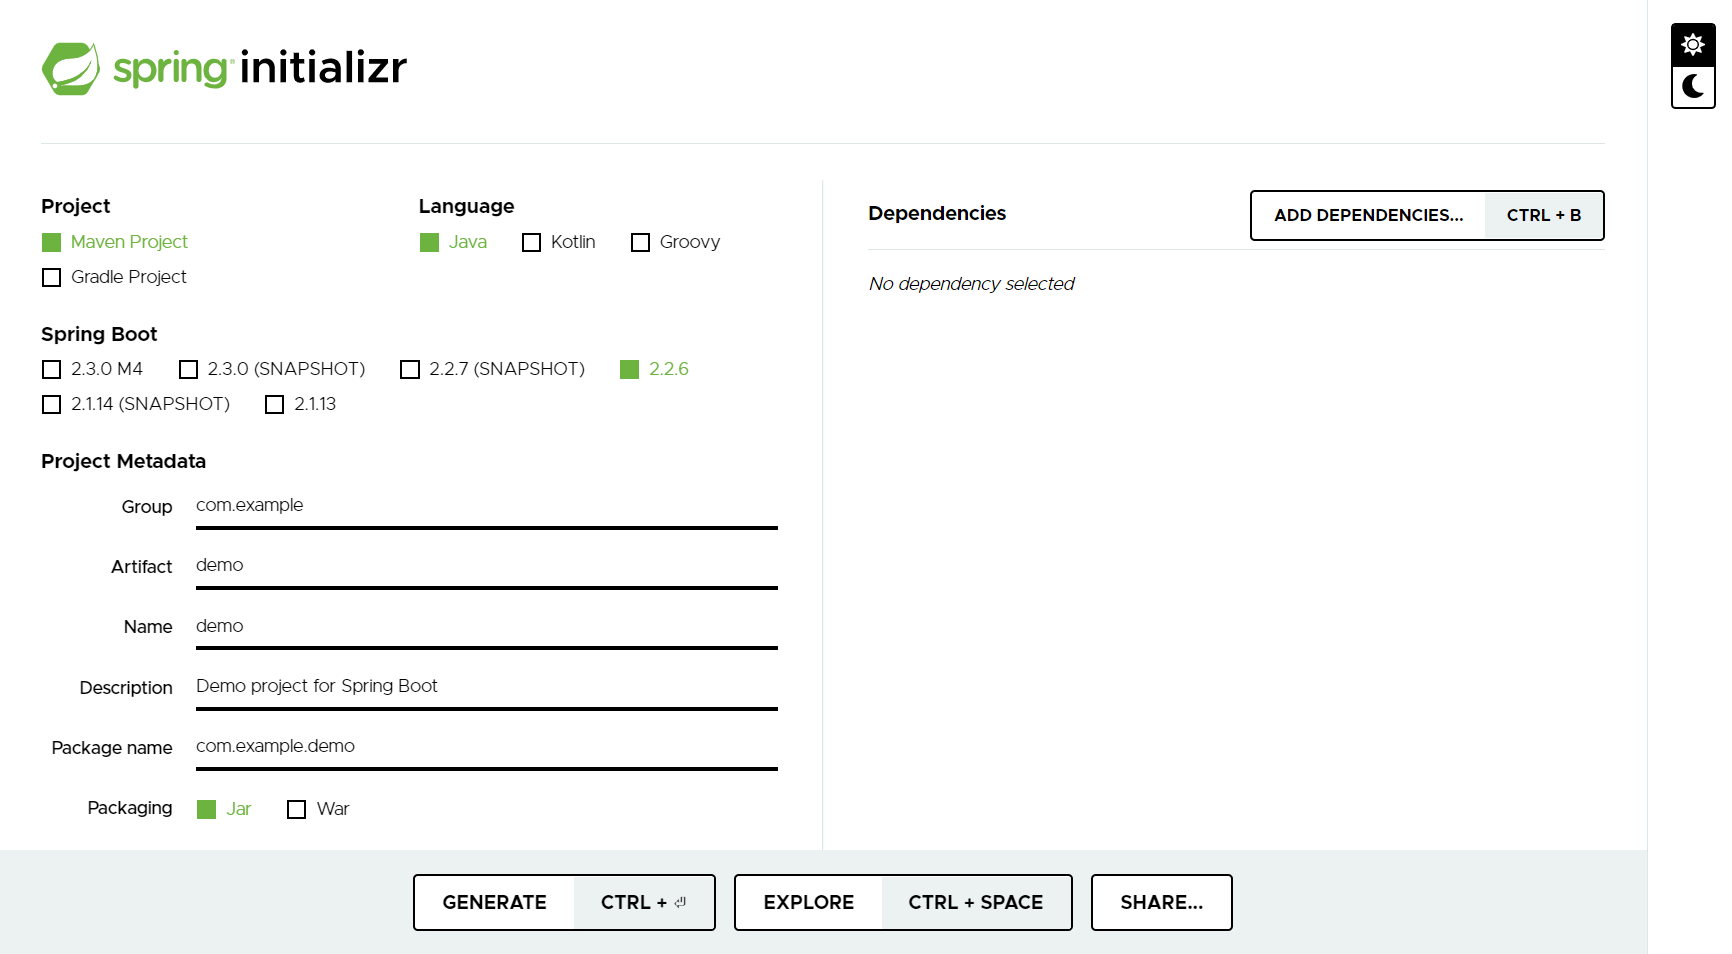 spring initializr
Project
Maven Project
Gradle Project
Language
Java Kotlin Groovy
Spring Boot
2.3.0 M4 2.3.0 (SNAPSHOT) 2.2.7 (SNAPSHOT) 2.2.6
2.1.14 (SNAPSHOT) 2.1.13
Project Metadata
Group com.example
Artifact demo
Name demo
Description Demo project for Spring Boot
Package name com.example.demo
Packaging Jar War
Dependencies
ADD DEPENDENCIES... CTRL + B
No dependency selected
GENERATE CTRL + ⏎ EXPLORE CTRL + SPACE SHARE...